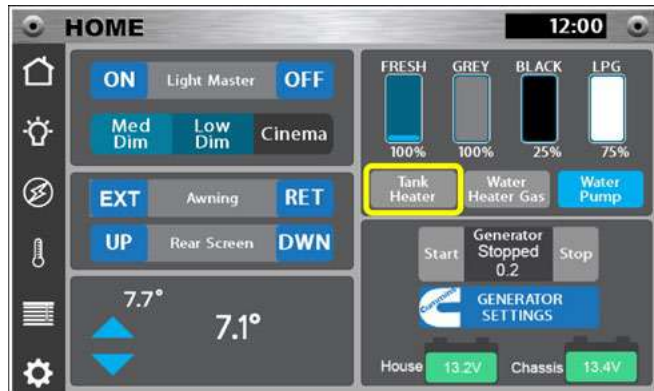 HOME
12:00
ON Light Master OFF
Med Dim Low Dim Cinema
EXT Awning RET
UP Rear Screen DWN
7.7°
7.1°
FRESH GREY BLACK LPG
100% 100% 25% 75%
Tank Heater Water Heater Gas Water Pump
Start Generator Stopped 0.2 Stop
Cummins GENERATOR SETTINGS
House 13.2V Chassis 13.4V